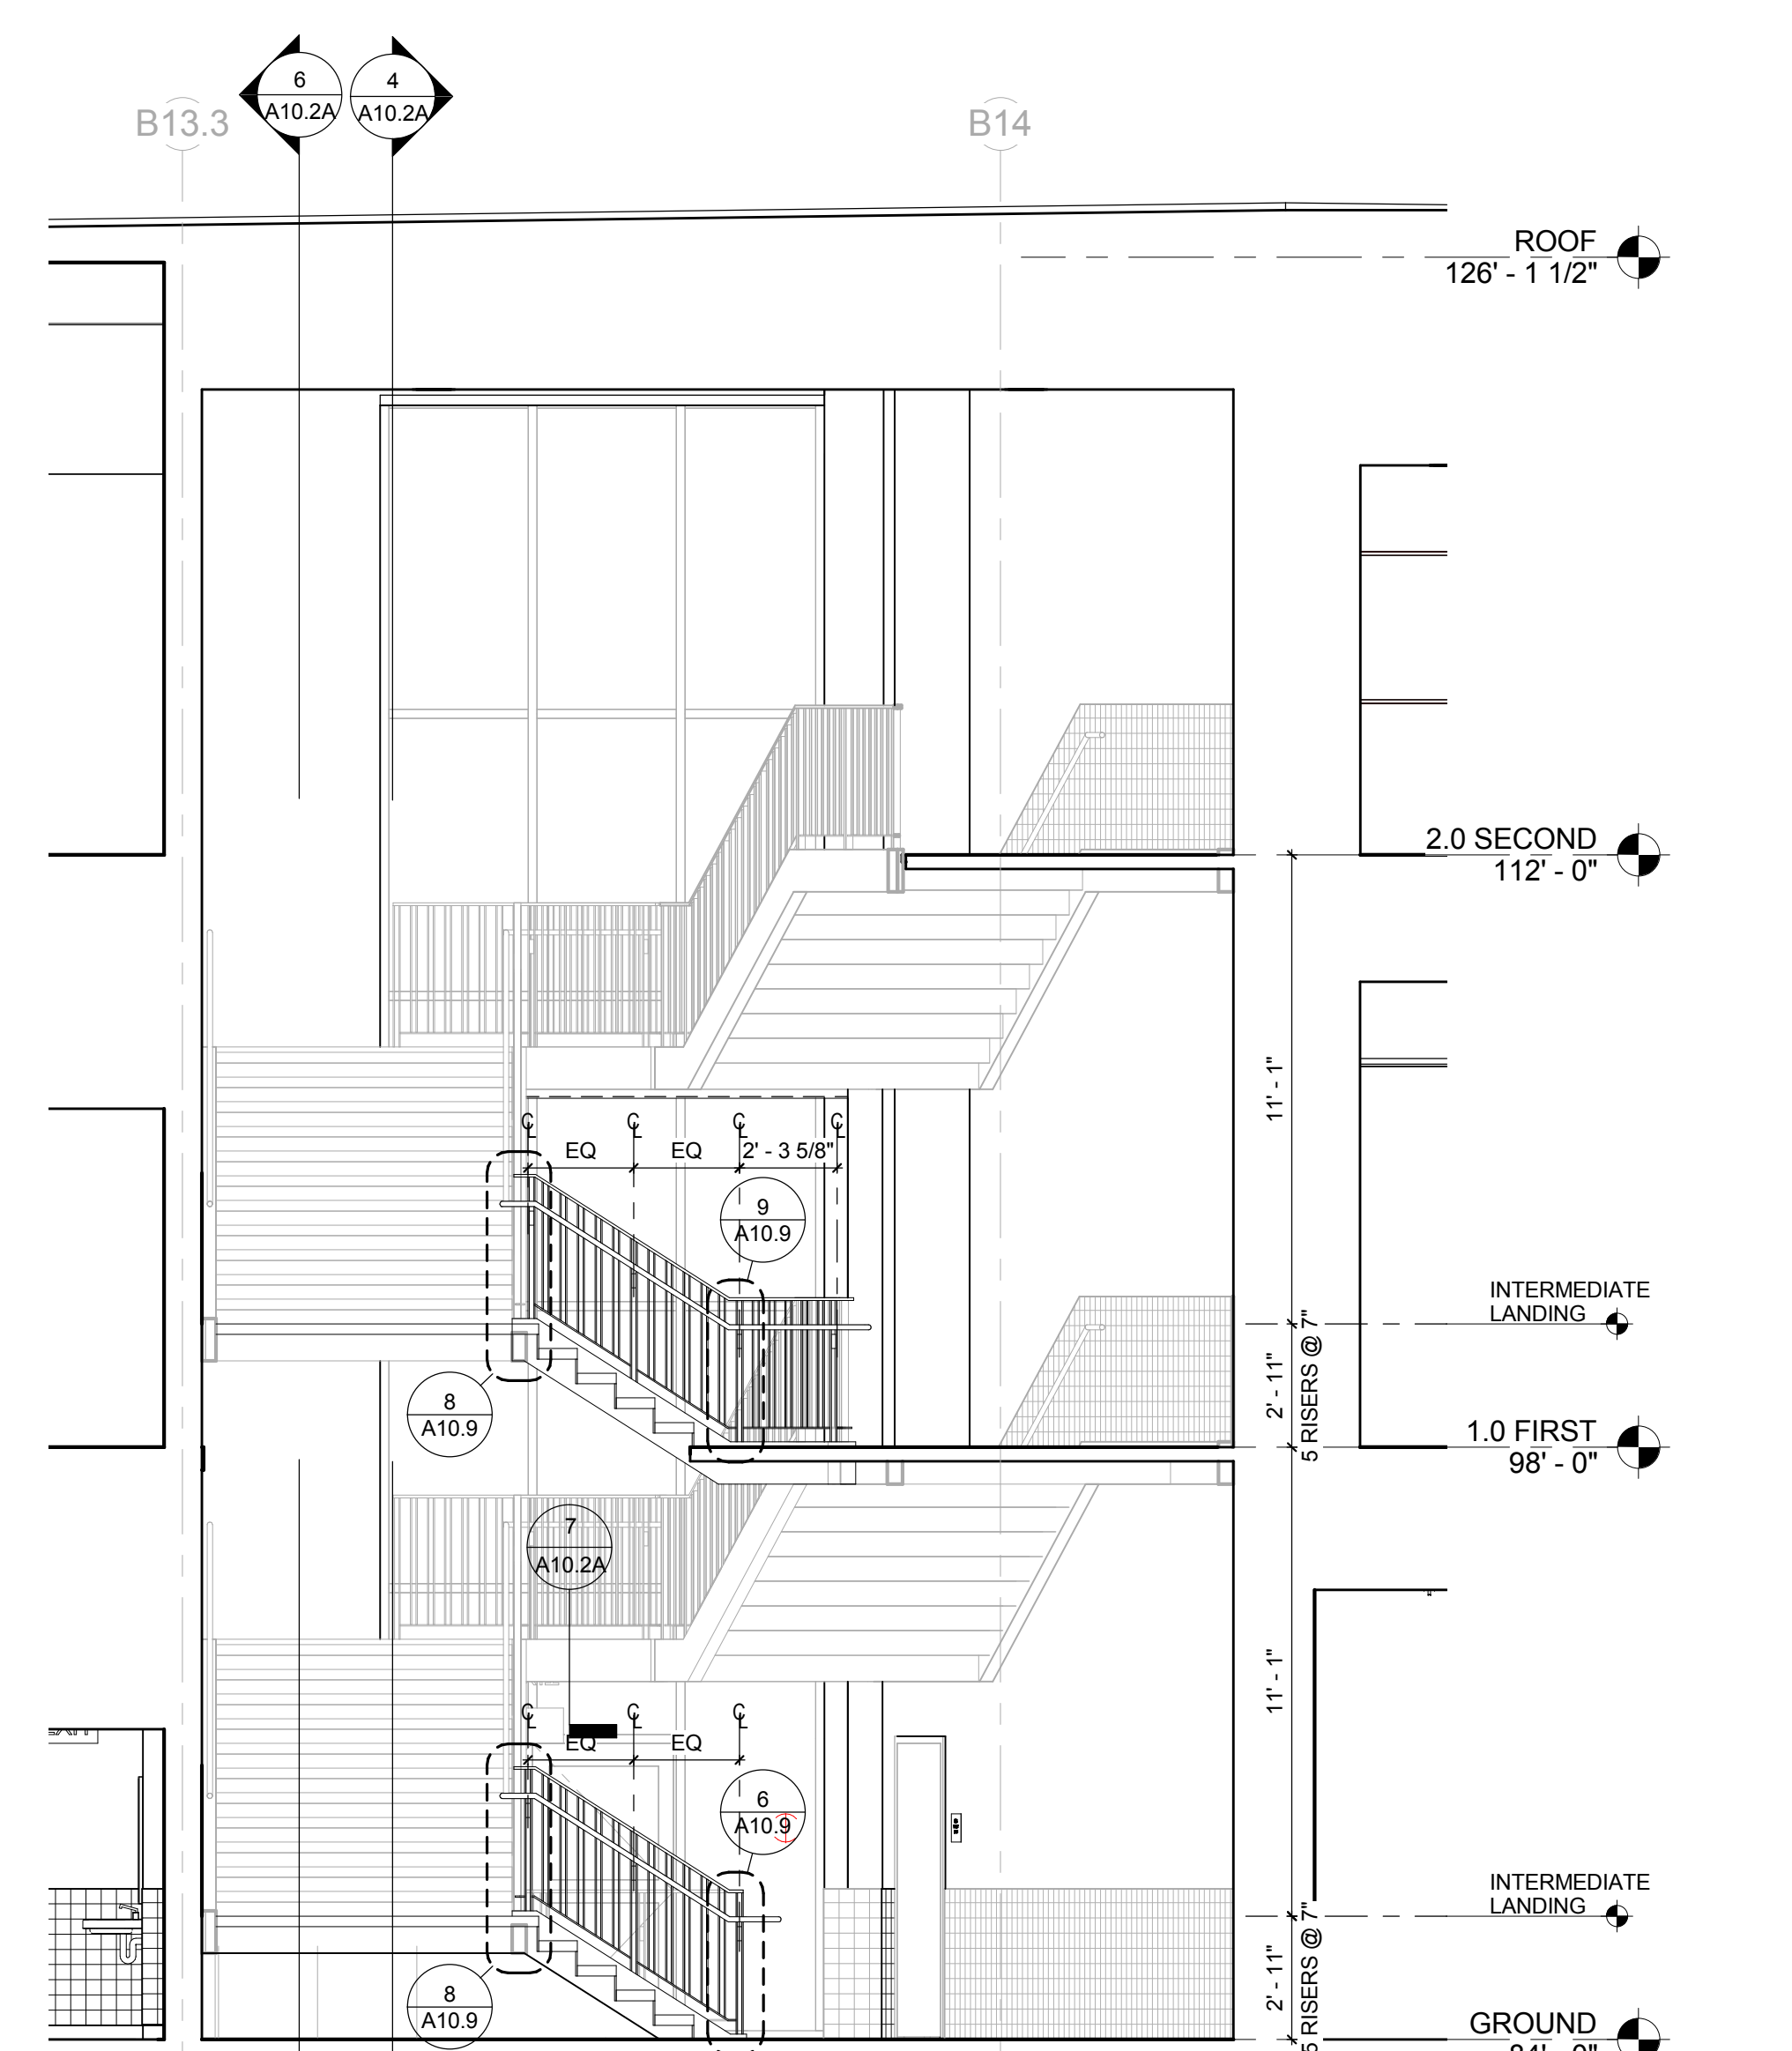 6
A10.2A
4
A10.2A
B13.3
B14
ROOF
126' - 1 1/2"
2.0 SECOND
112' - 0"
11' - 1"
℄
℄
℄
℄
EQ
EQ
2' - 3 5/8"
9
A10.9
INTERMEDIATE
LANDING
2' - 11"
5 RISERS @ 7"
8
A10.9
1.0 FIRST
98' - 0"
7
A10.2A
11' - 1"
℄
℄
℄
EQ
EQ
6
A10.9
INTERMEDIATE
LANDING
2' - 11"
5 RISERS @ 7"
8
A10.9
GROUND
84' - 0"